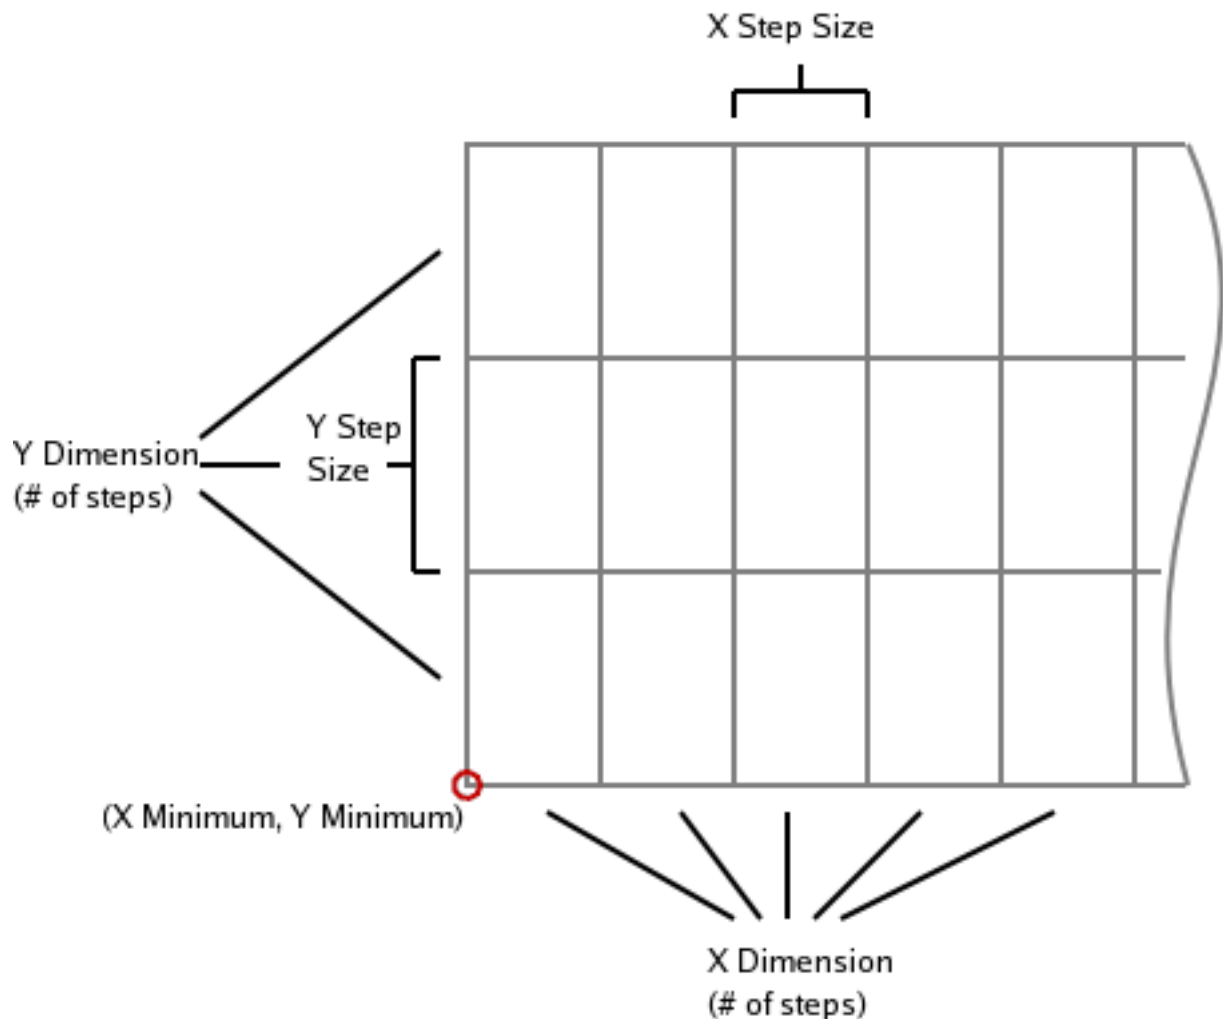 X Step Size
Y Step
Size
Y Dimension
(# of steps)
(X Minimum, Y Minimum)
X Dimension
(# of steps)